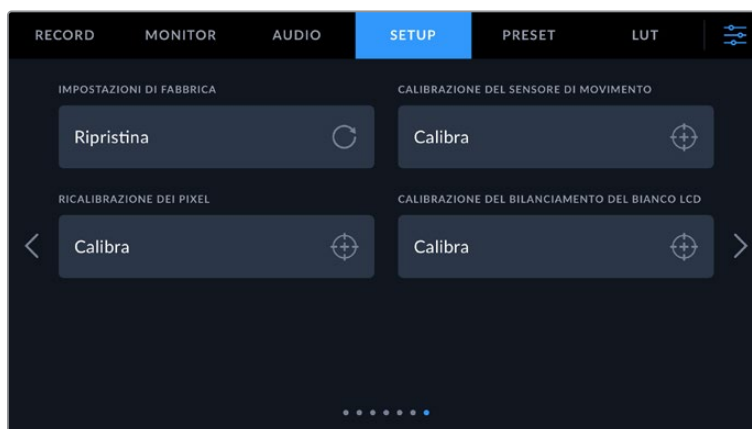 RECORD MONITOR AUDIO SETUP PRESET LUT
IMPOSTAZIONI DI FABBRICA CALIBRAZIONE DEL SENSORE DI MOVIMENTO
Ripristina Calibra
RICALIBRAZIONE DEI PIXEL CALIBRAZIONE DEL BILANCIAMENTO DEL BIANCO LCD
Calibra Calibra